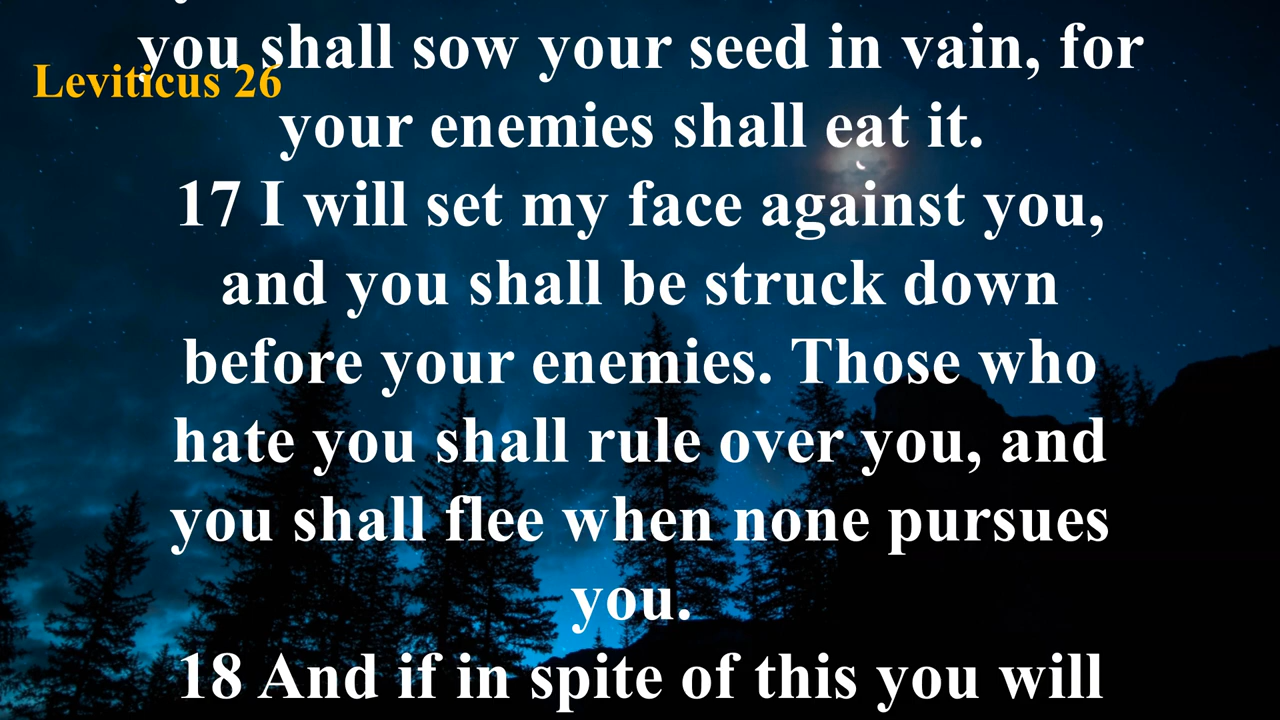 you shall sow your seed in vain, for
Leviticus 26
your enemies shall eat it.
17 I will set my face against you,
and you shall be struck down
before your enemies. Those who
hate you shall rule over you, and
you shall flee when none pursues
you.
18 And if in spite of this you will